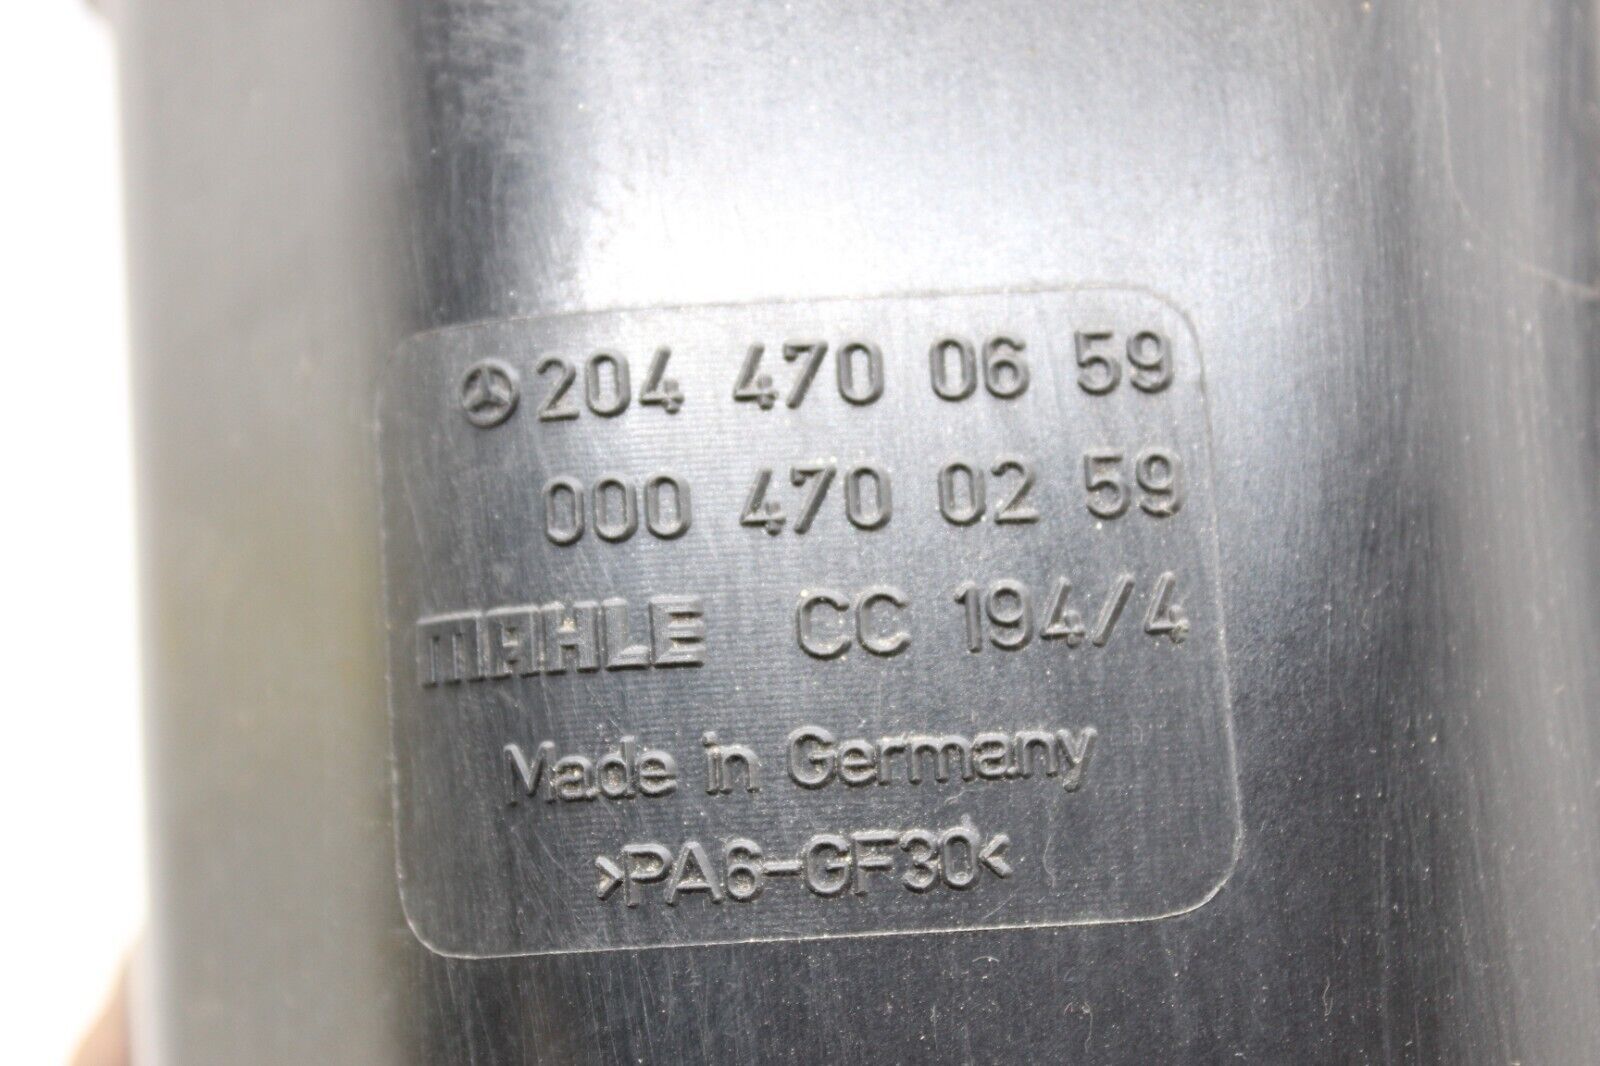 204 470 06 59
000 470 02 59
MAHLE CC 194/4
Made in Germany
>PA6-GF30<